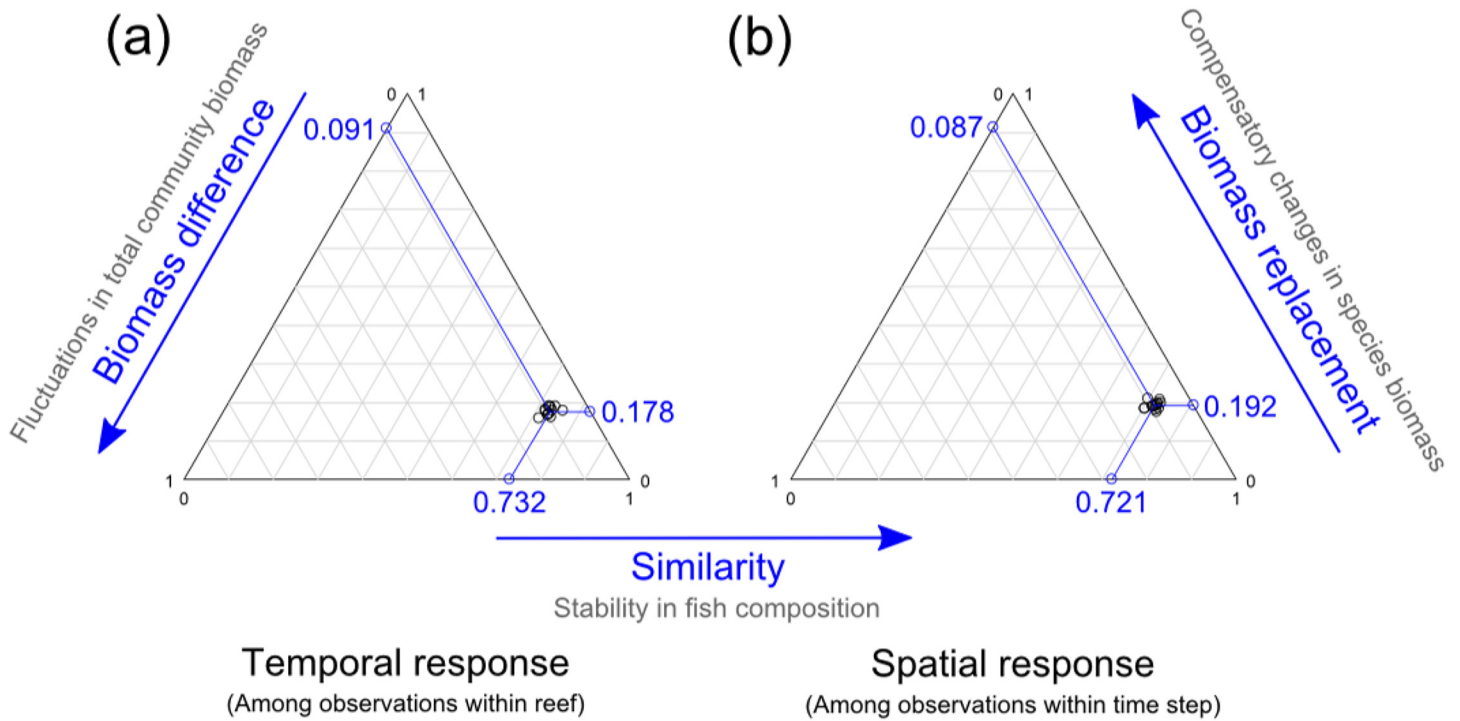 (a)
Fluctuations in total community biomass
Biomass difference
0 1
0.091
0.178
1
0
0
1
0.732
(b)
Compensatory changes in species biomass
Biomass replacement
0 1
0.087
0.192
1
0
0
1
0.721
Similarity
Stability in fish composition
Temporal response
(Among observations within reef)
Spatial response
(Among observations within time step)